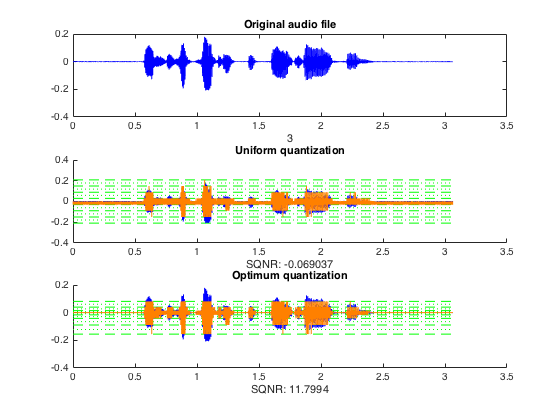 Original audio file
0.2
0
-0.2
-0.4
0 0.5 1 1.5 2 2.5 3 3.5
3
Uniform quantization
0.4
0.2
0
-0.2
-0.4
0 0.5 1 1.5 2 2.5 3 3.5
SQNR: -0.069037
Optimum quantization
0.2
0
-0.2
-0.4
0 0.5 1 1.5 2 2.5 3 3.5
SQNR: 11.7994